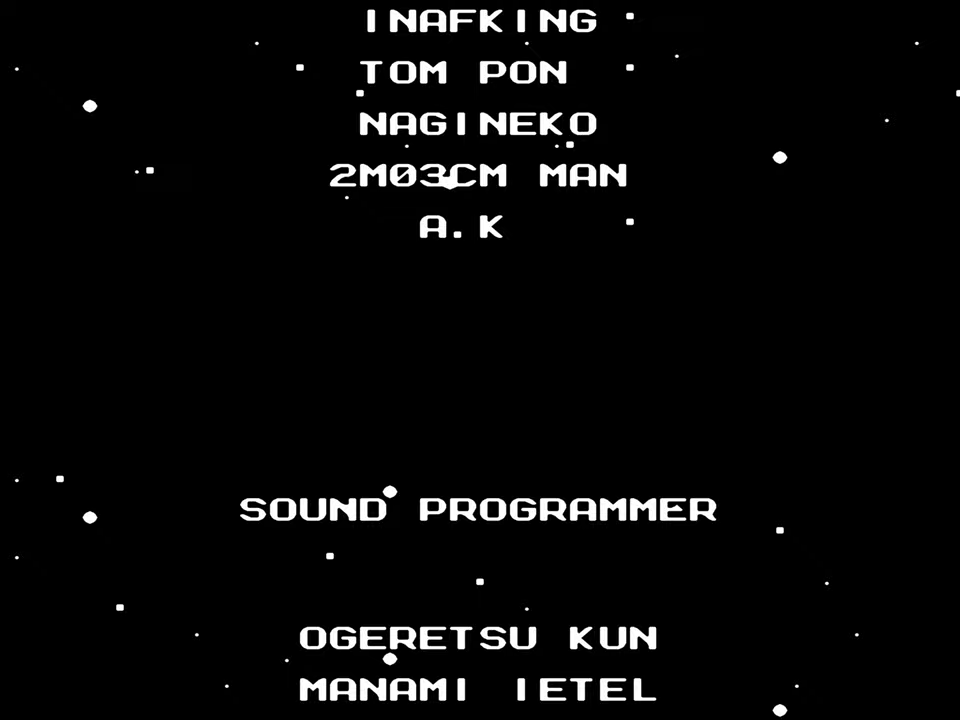 INAFKING
TOM PON
NAGINEKO
2M03CM MAN
A.K
SOUND PROGRAMMER
OGERETSU KUN
MANAMI IETEL